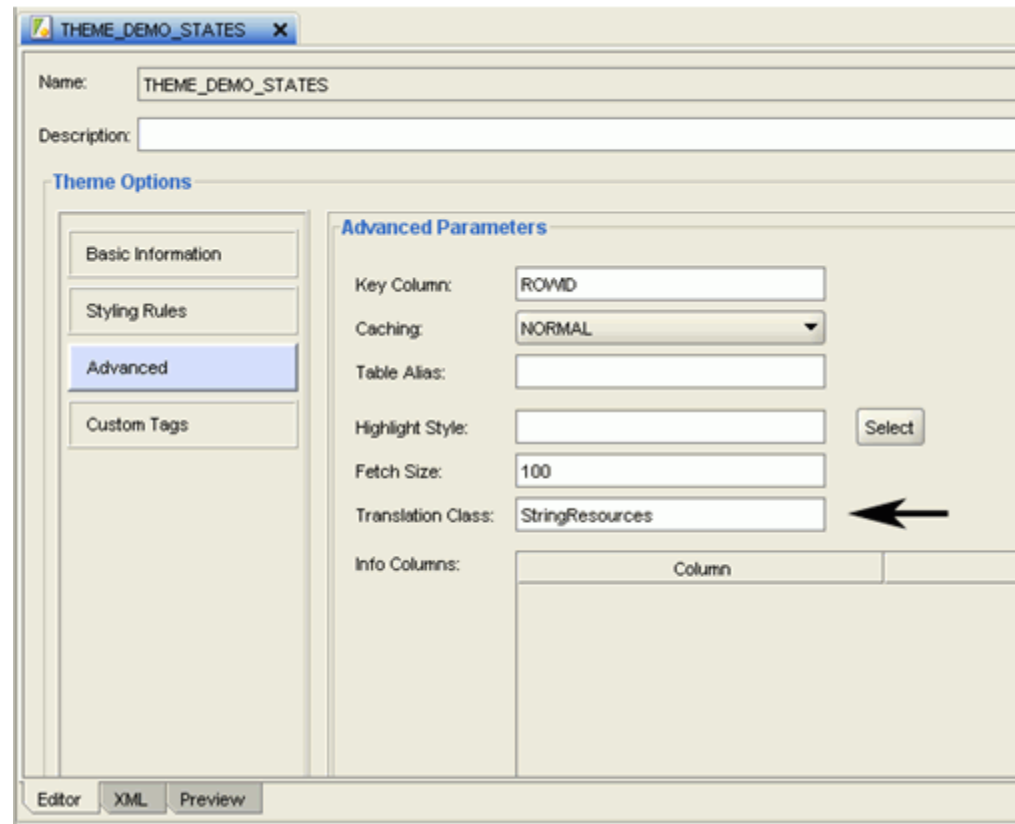 THEME_DEMO_STATES
Name: THEME_DEMO_STATES
Description:
Theme Options
Basic Information
Styling Rules
Advanced
Custom Tags
Advanced Parameters
Key Column: ROWID
Caching: NORMAL
Table Alias:
Highlight Style: Select
Fetch Size: 100
Translation Class: StringResources
Info Columns: Column
Editor XML Preview